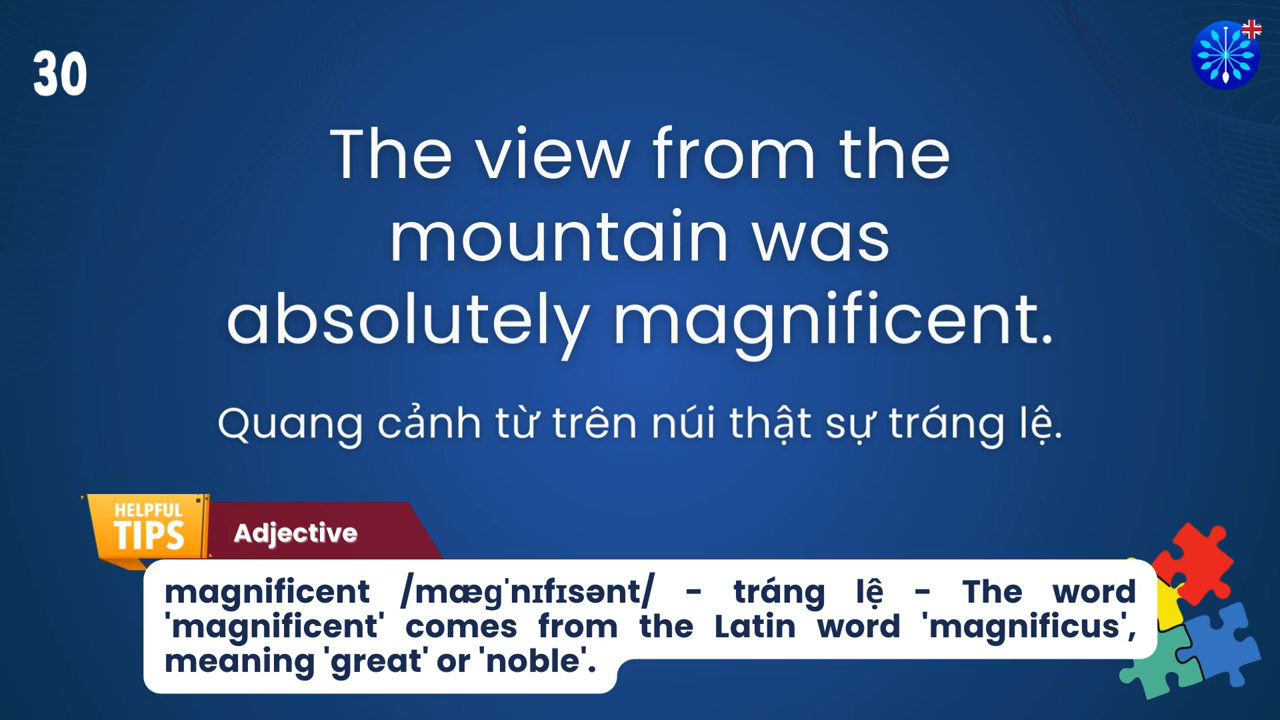 30
The view from the
mountain was
absolutely magnificent.
Quang cảnh từ trên núi thật sự tráng lệ.
HELPFUL
TIPS
Adjective
magnificent /mæɡˈnɪfɪsənt/ - tráng lệ - The word
'magnificent' comes from the Latin word 'magnificus',
meaning 'great' or 'noble'.